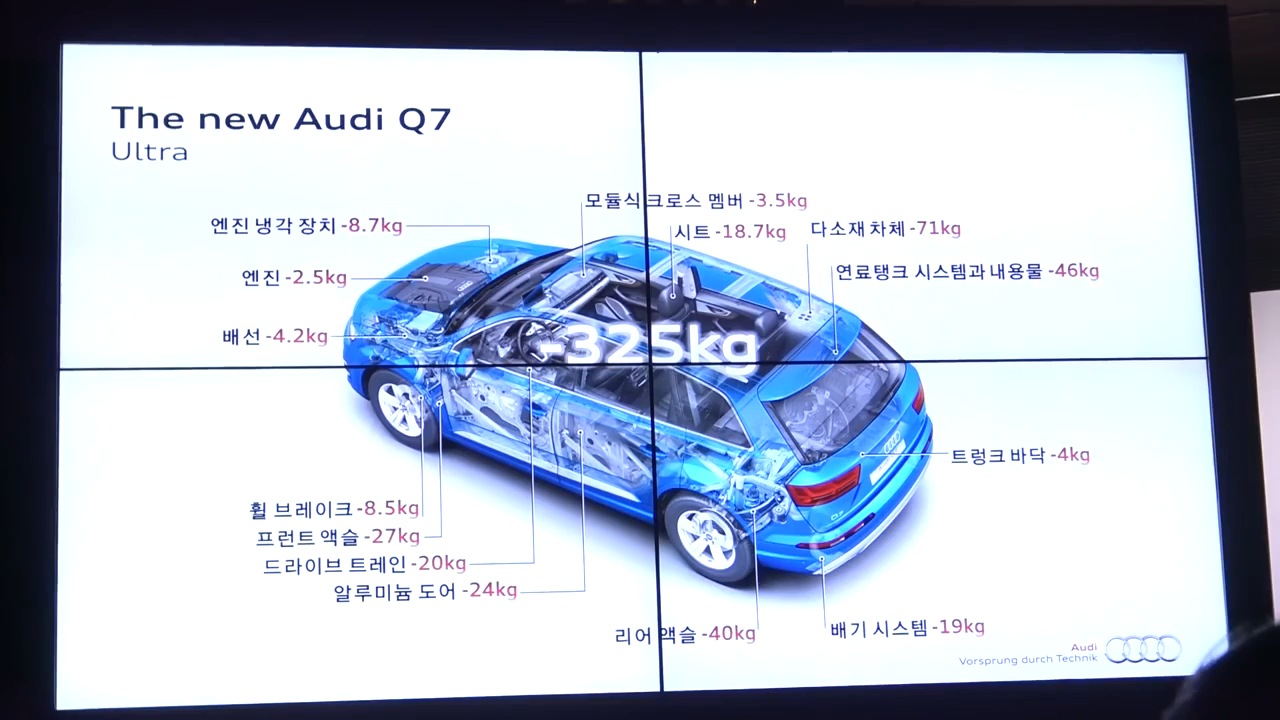 The new Audi Q7
Ultra
모듈식 크로스 멤버 -3.5kg
엔진 냉각 장치 -8.7kg
시트 -18.7kg
다소재 차체 -71kg
엔진 -2.5kg
연료탱크 시스템과 내용물 -46kg
배선 -4.2kg
-325kg
트렁크 바닥 -4kg
휠 브레이크 -8.5kg
프런트 액슬 -27kg
드라이브 트레인 -20kg
알루미늄 도어 -24kg
리어 액슬 -40kg
배기 시스템 -19kg
Audi
Vorsprung durch Technik